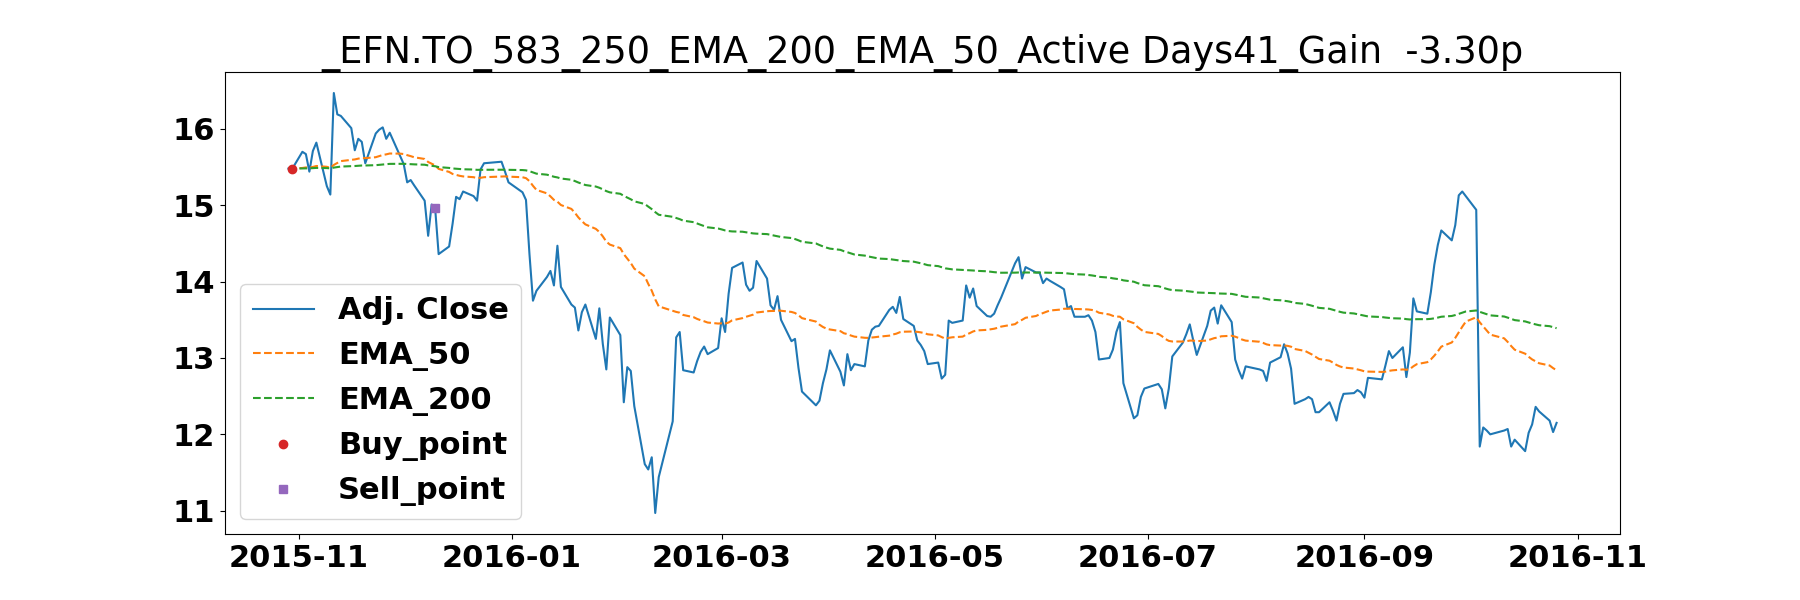 _EFN.TO_583_250_EMA_200_EMA_50_Active Days41_Gain  -3.30p
16
15
14
13
12
11
Adj. Close
EMA_50
EMA_200
Buy_point
Sell_point
2015-11 2016-01 2016-03 2016-05 2016-07 2016-09 2016-11